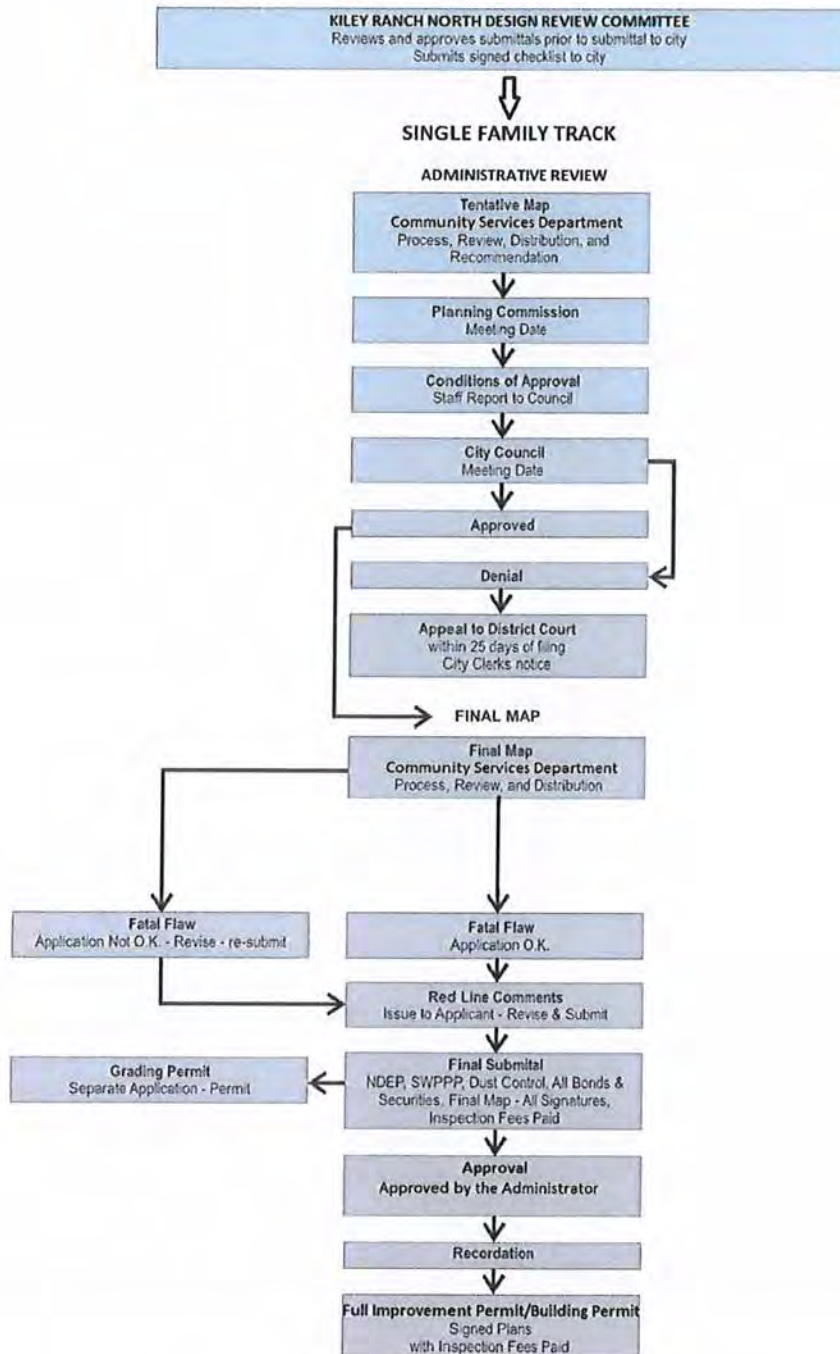 KILEY RANCH NORTH DESIGN REVIEW COMMITTEE
Reviews and approves submittals prior to submittal to city
Submits signed checklist to city
SINGLE FAMILY TRACK
ADMINISTRATIVE REVIEW
Tentative Map
Community Services Department
Process, Review, Distribution, and
Recommendation
Planning Commission
Meeting Date
Conditions of Approval
Staff Report to Council
City Council
Meeting Date
Approved
Denial
Appeal to District Court
within 25 days of filing
City Clerks notice
FINAL MAP
Final Map
Community Services Department
Process, Review, and Distribution
Fatal Flaw
Application Not O.K. - Revise - re-submit
Fatal Flaw
Application O.K.
Red Line Comments
Issue to Applicant - Revise & Submit
Grading Permit
Separate Application - Permit
Final Submital
NDEP, SWPPP, Dust Control, All Bonds &
Securities, Final Map - All Signatures,
Inspection Fees Paid
Approval
Approved by the Administrator
Recordation
Full Improvement Permit/Building Permit
Signed Plans
with Inspection Fees Paid